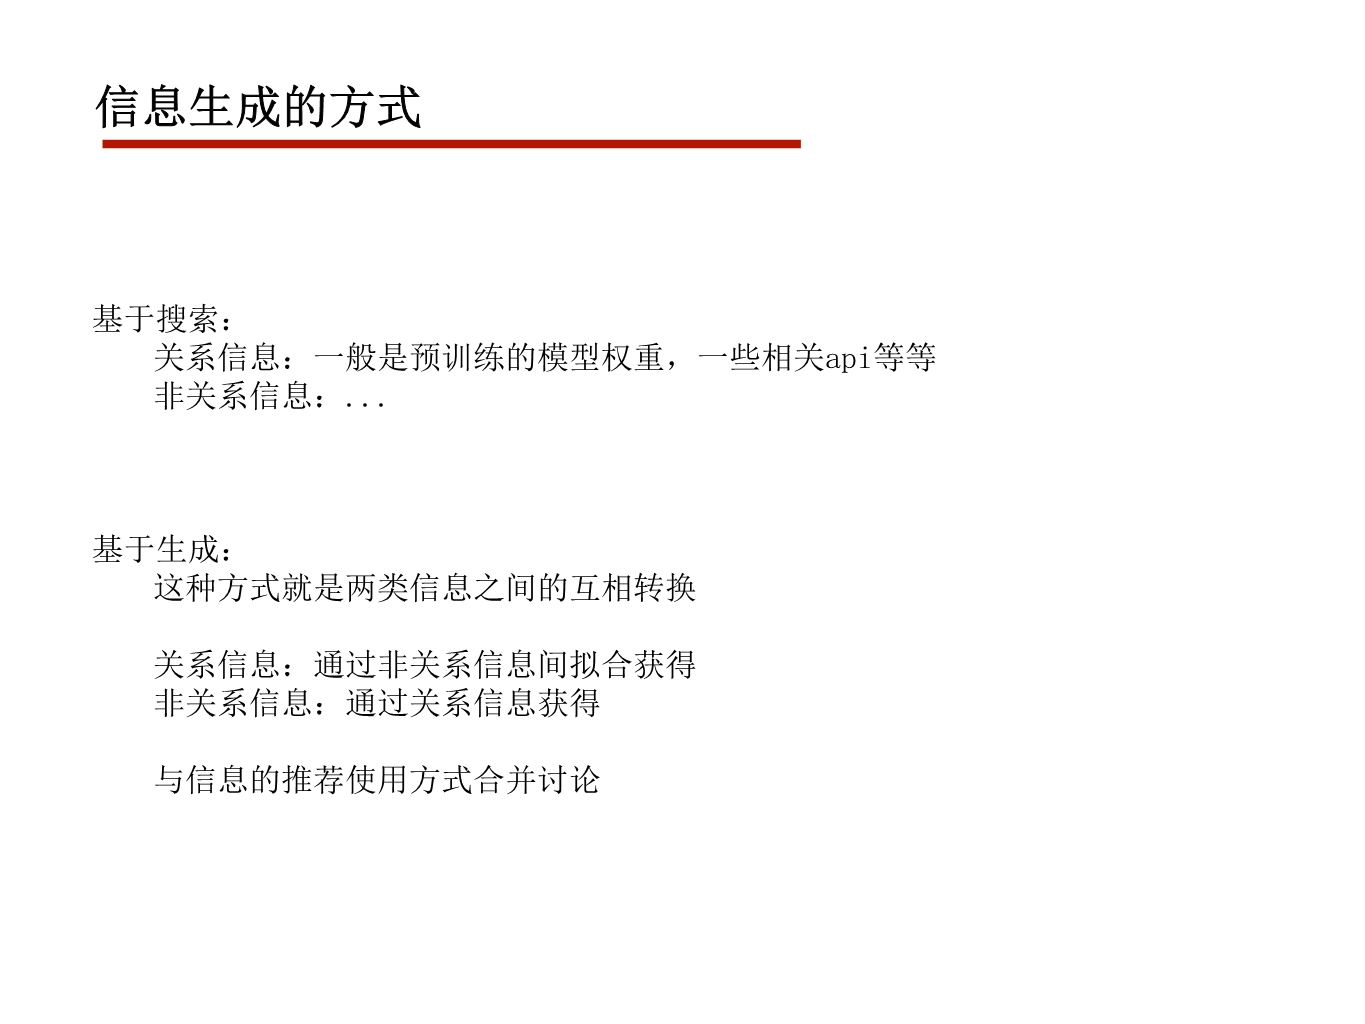 信息生成的方式
基于搜索：
关系信息：一般是预训练的模型权重，一些相关api等等
非关系信息：...
基于生成：
这种方式就是两类信息之间的互相转换
关系信息：通过非关系信息间拟合获得
非关系信息：通过关系信息获得
与信息的推荐使用方式合并讨论